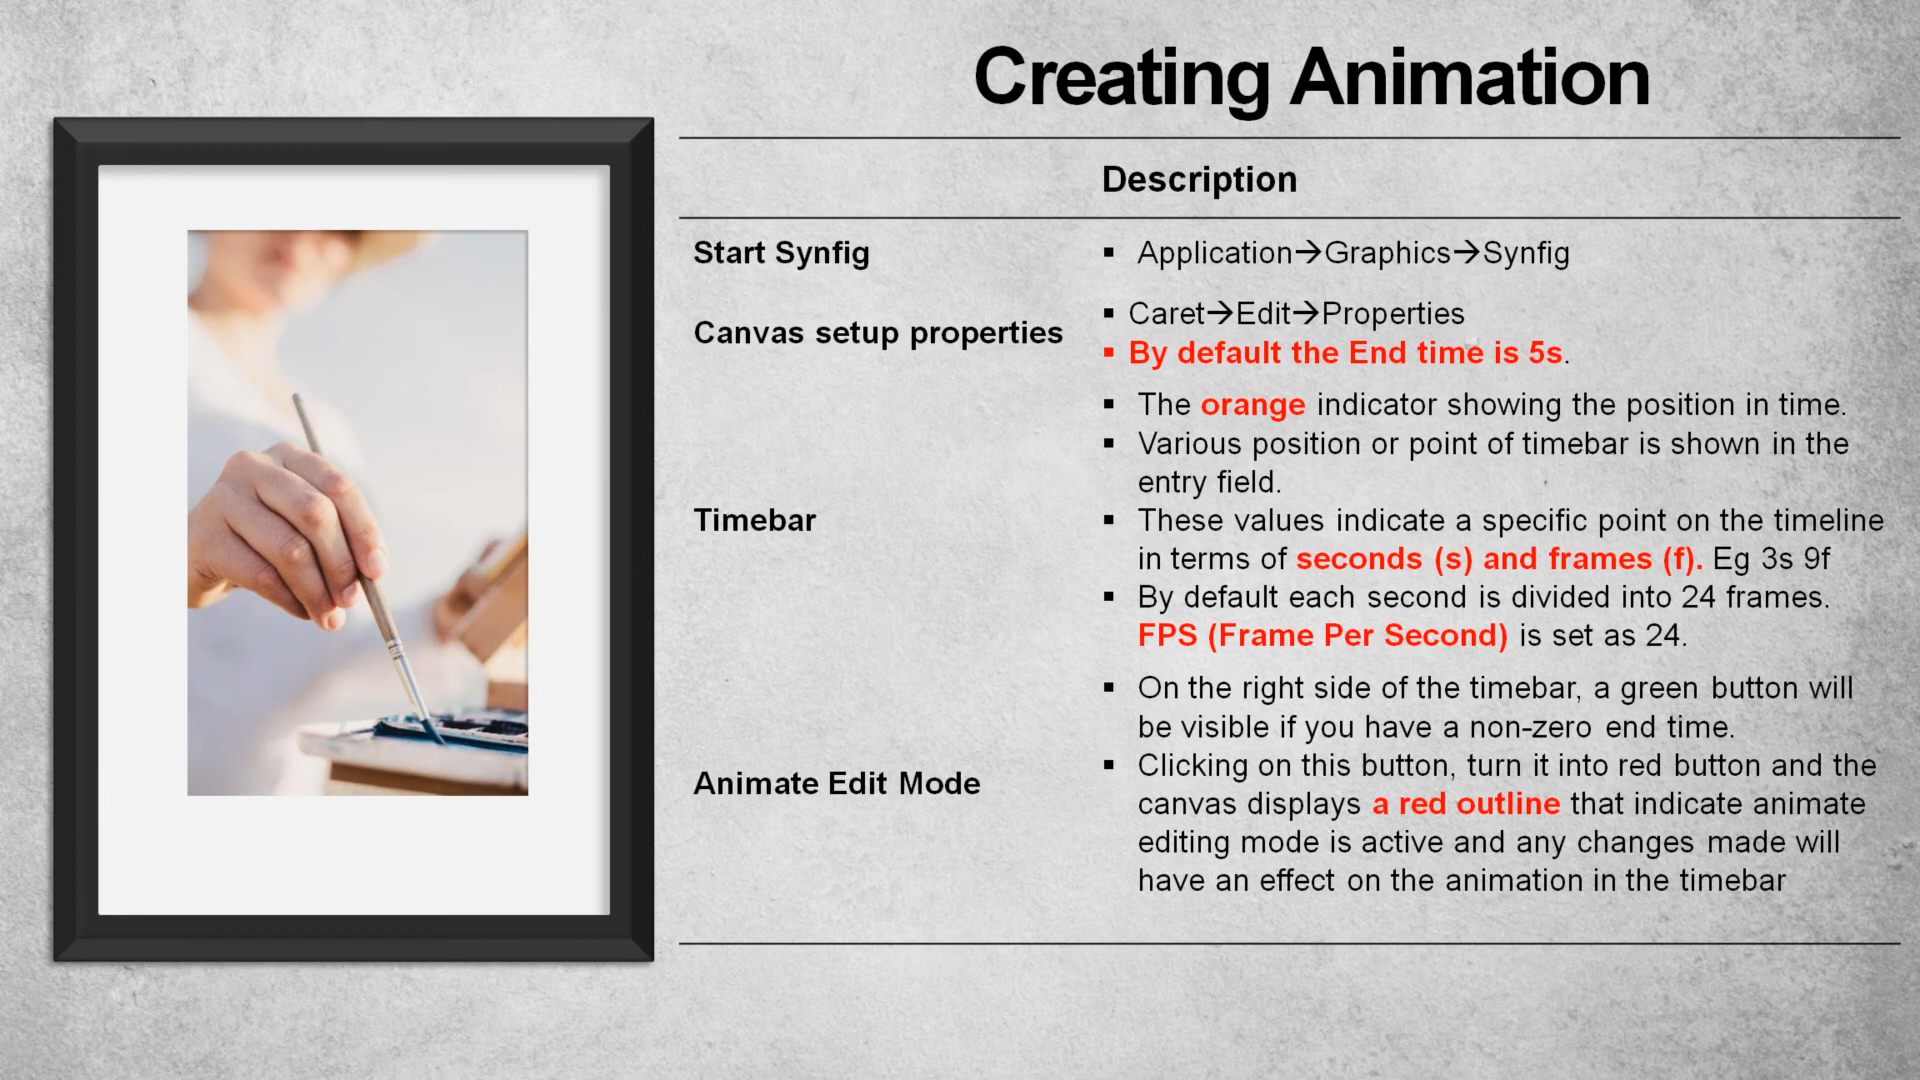 Creating Animation
Description
Start Synfig
▪ Application→Graphics→Synfig
Canvas setup properties
▪ Caret→Edit→Properties
▪ By default the End time is 5s.
Timebar
▪ The orange indicator showing the position in time.
▪ Various position or point of timebar is shown in the
entry field.
▪ These values indicate a specific point on the timeline
in terms of seconds (s) and frames (f). Eg 3s 9f
▪ By default each second is divided into 24 frames.
FPS (Frame Per Second) is set as 24.
Animate Edit Mode
▪ On the right side of the timebar, a green button will
be visible if you have a non-zero end time.
▪ Clicking on this button, turn it into red button and the
canvas displays a red outline that indicate animate
editing mode is active and any changes made will
have an effect on the animation in the timebar